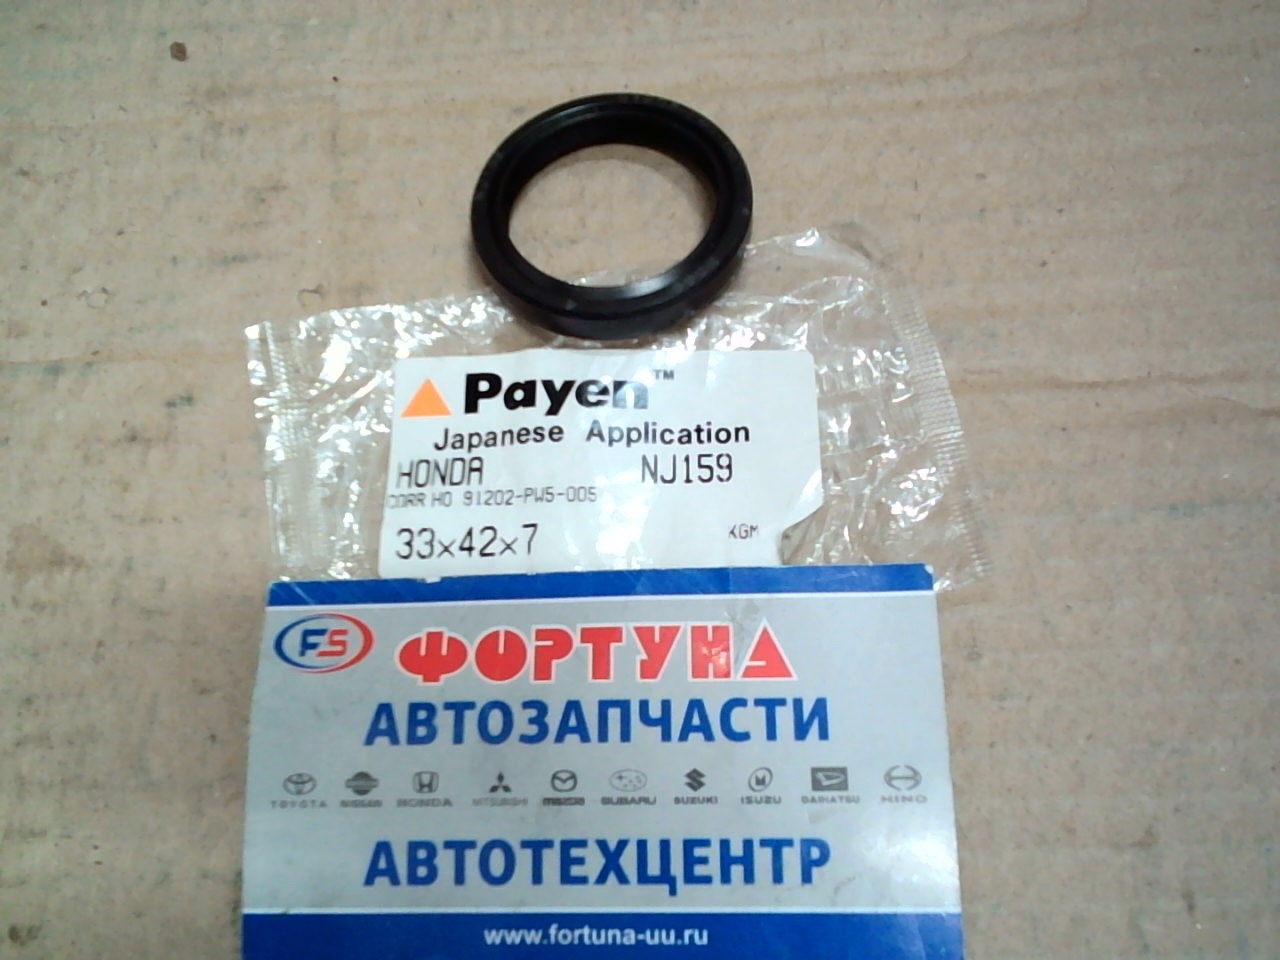 Payen™
Japanese Application
HONDA NJ159
CORR HO 91202-PW5-005
33x42x7 KGM
FS ФОРТУНА
АВТОЗАПЧАСТИ
TOYOTA NISSAN HONDA MITSUBISHI MAZDA SUBARU SUZUKI ISUZU DAIHATSU HINO
АВТОТЕХЦЕНТР
www.fortuna-uu.ru